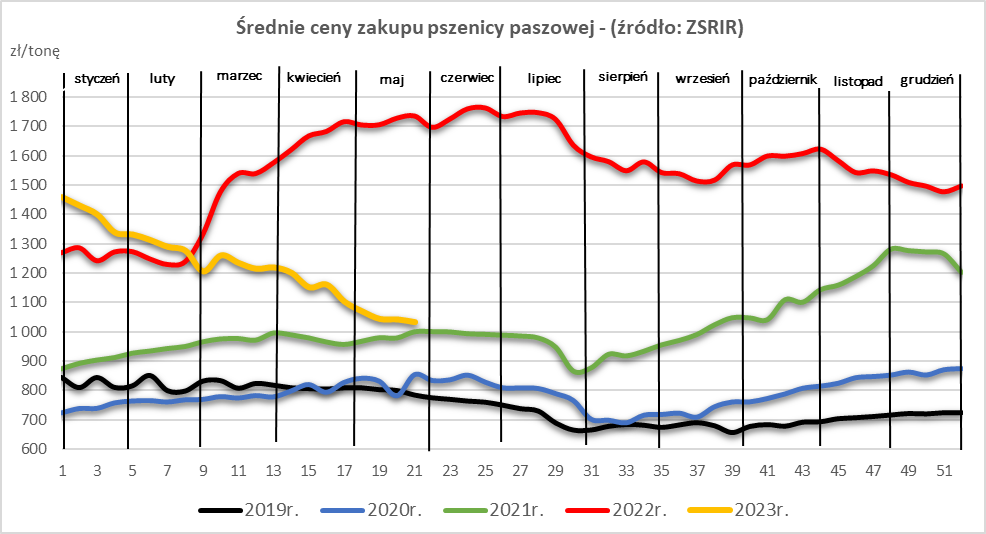 Średnie ceny zakupu pszenicy paszowej - (źródło: ZSRIR)
zł/tonę
styczeń luty marzec kwiecień maj czerwiec lipiec sierpień wrzesień październik listopad grudzień
1 800
1 700
1 600
1 500
1 400
1 300
1 200
1 100
1 000
900
800
700
600
1 3 5 7 9 11 13 15 17 19 21 23 25 27 29 31 33 35 37 39 41 43 45 47 49 51
2019r. 2020r. 2021r. 2022r. 2023r.